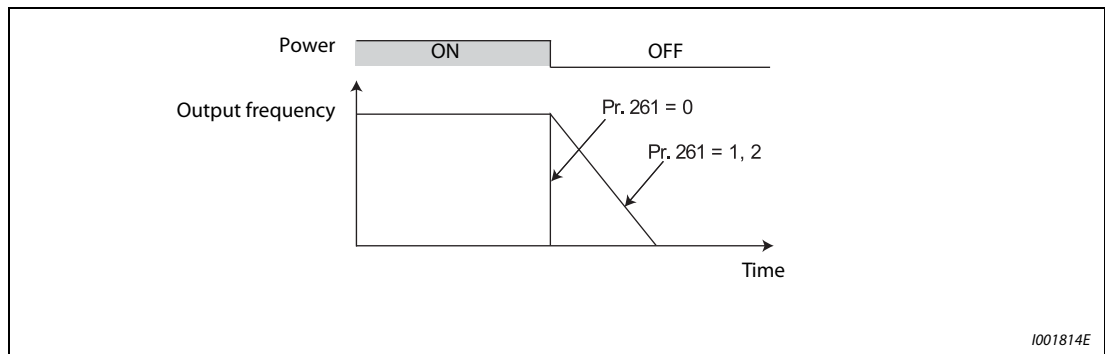 Power
ON
OFF
Output frequency
Pr. 261 = 0
Pr. 261 = 1, 2
Time
I001814E